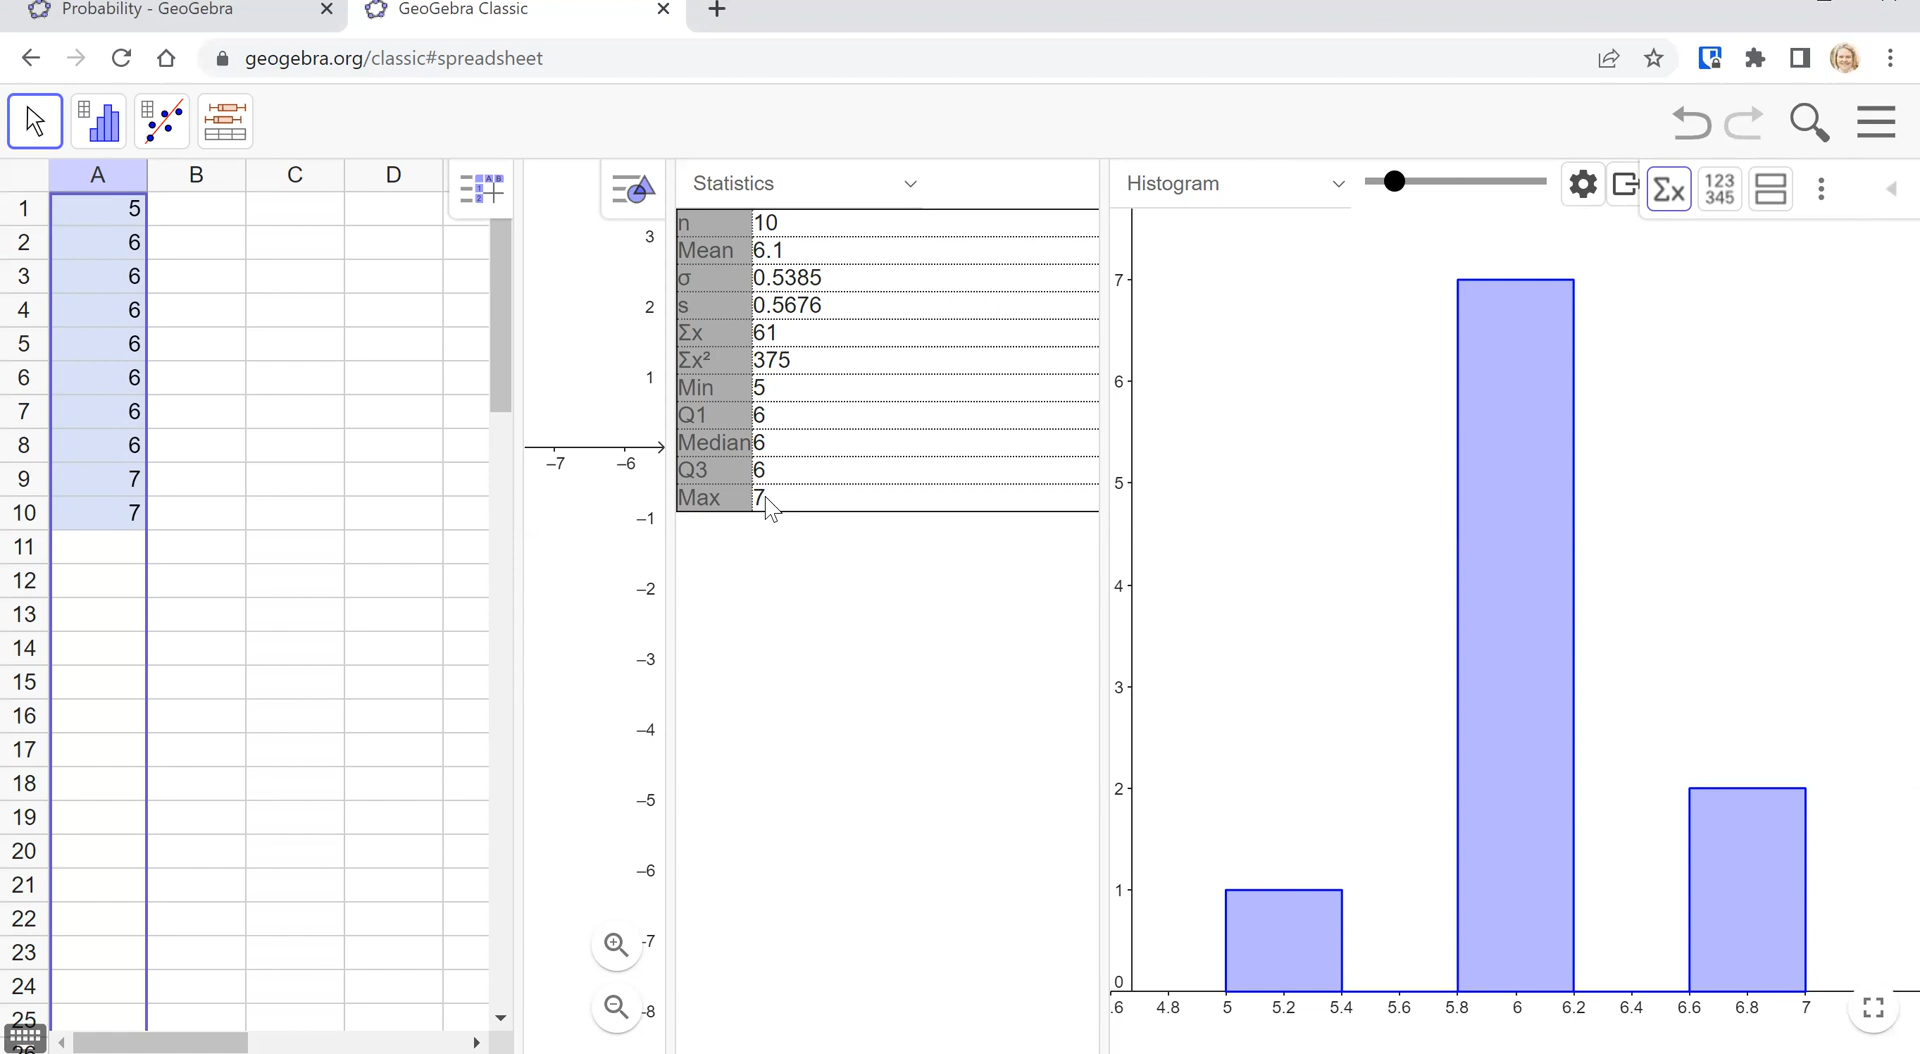 Probability - GeoGebra
GeoGebra Classic
geogebra.org/classic#spreadsheet
A B C D
1 5
2 6
3 6
4 6
5 6
6 6
7 6
8 6
9 7
10 7
11
12
13
14
15
16
17
18
19
20
21
22
23
24
25
26
3
2
1
–7 –6
–1
–2
–3
–4
–5
–6
-7
-8
Statistics
n 10
Mean 6.1
σ 0.5385
s 0.5676
Σx 61
Σx² 375
Min 5
Q1 6
Median 6
Q3 6
Max 7
Histogram
Σx
123
345
7
6
5
4
3
2
1
0
.6 4.8 5 5.2 5.4 5.6 5.8 6 6.2 6.4 6.6 6.8 7